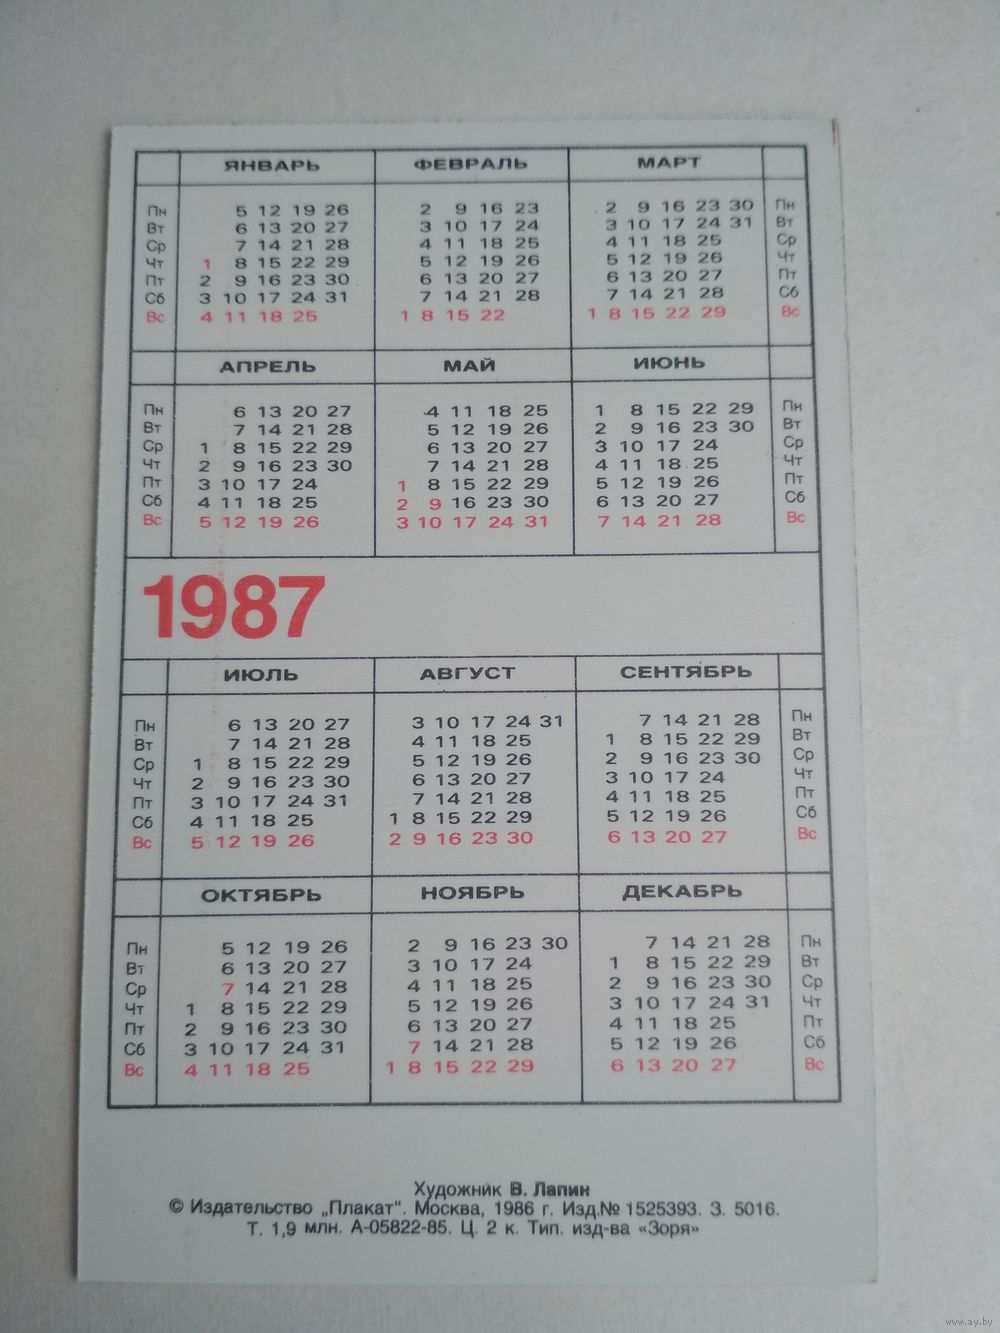 ЯНВАРЬ ФЕВРАЛЬ МАРТ
Пн 5 12 19 26 2 9 16 23 2 9 16 23 30 Пн
Вт 6 13 20 27 3 10 17 24 3 10 17 24 31 Вт
Ср 7 14 21 28 4 11 18 25 4 11 18 25 Ср
Чт 1 8 15 22 29 5 12 19 26 5 12 19 26 Чт
Пт 2 9 16 23 30 6 13 20 27 6 13 20 27 Пт
Сб 3 10 17 24 31 7 14 21 28 7 14 21 28 Сб
Вс 4 11 18 25 1 8 15 22 1 8 15 22 29 Вс
АПРЕЛЬ МАЙ ИЮНЬ
Пн 6 13 20 27 4 11 18 25 1 8 15 22 29 Пн
Вт 7 14 21 28 5 12 19 26 2 9 16 23 30 Вт
Ср 1 8 15 22 29 6 13 20 27 3 10 17 24 Ср
Чт 2 9 16 23 30 7 14 21 28 4 11 18 25 Чт
Пт 3 10 17 24 1 8 15 22 29 5 12 19 26 Пт
Сб 4 11 18 25 2 9 16 23 30 6 13 20 27 Сб
Вс 5 12 19 26 3 10 17 24 31 7 14 21 28 Вс
1987
ИЮЛЬ АВГУСТ СЕНТЯБРЬ
Пн 6 13 20 27 3 10 17 24 31 7 14 21 28 Пн
Вт 7 14 21 28 4 11 18 25 1 8 15 22 29 Вт
Ср 1 8 15 22 29 5 12 19 26 2 9 16 23 30 Ср
Чт 2 9 16 23 30 6 13 20 27 3 10 17 24 Чт
Пт 3 10 17 24 31 7 14 21 28 4 11 18 25 Пт
Сб 4 11 18 25 1 8 15 22 29 5 12 19 26 Сб
Вс 5 12 19 26 2 9 16 23 30 6 13 20 27 Вс
ОКТЯБРЬ НОЯБРЬ ДЕКАБРЬ
Пн 5 12 19 26 2 9 16 23 30 7 14 21 28 Пн
Вт 6 13 20 27 3 10 17 24 1 8 15 22 29 Вт
Ср 7 14 21 28 4 11 18 25 2 9 16 23 30 Ср
Чт 1 8 15 22 29 5 12 19 26 3 10 17 24 31 Чт
Пт 2 9 16 23 30 6 13 20 27 4 11 18 25 Пт
Сб 3 10 17 24 31 7 14 21 28 5 12 19 26 Сб
Вс 4 11 18 25 1 8 15 22 29 6 13 20 27 Вс
Художник В. Лапин
© Издательство „Плакат“. Москва, 1986 г. Изд.№ 1525393. З. 5016.
Т. 1,9 млн. А-05822-85. Ц. 2 к. Тип. изд-ва «Зоря»
www.ay.by